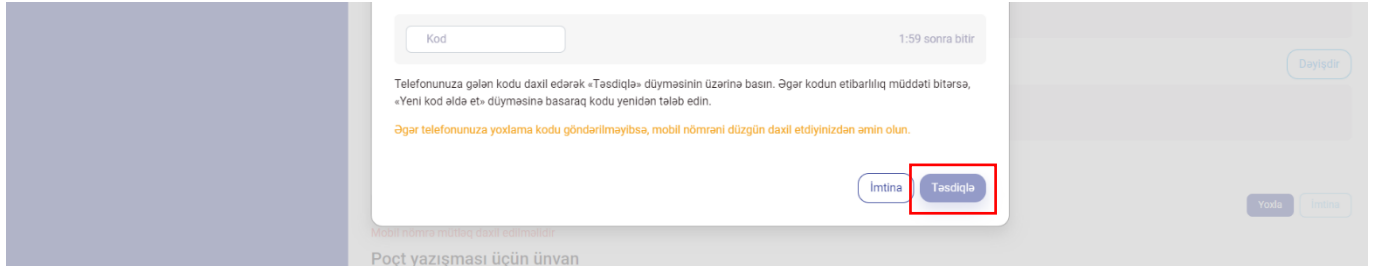 Kod
1:59 sonra bitir
Dəyişdir
Telefonunuza gələn kodu daxil edərək «Təsdiqlə» düyməsinin üzərinə basın. Əgər kodun etibarlılıq müddəti bitərsə,
«Yeni kod əldə et» düyməsinə basaraq kodu yenidən tələb edin.
Əgər telefonunuza yoxlama kodu göndərilməyibsə, mobil nömrəni düzgün daxil etdiyinizdən əmin olun.
İmtina
Təsdiqlə
Yoxla
İmtina
Mobil nömrə mütləq daxil edilməlidir
Poçt yazışması üçün ünvan